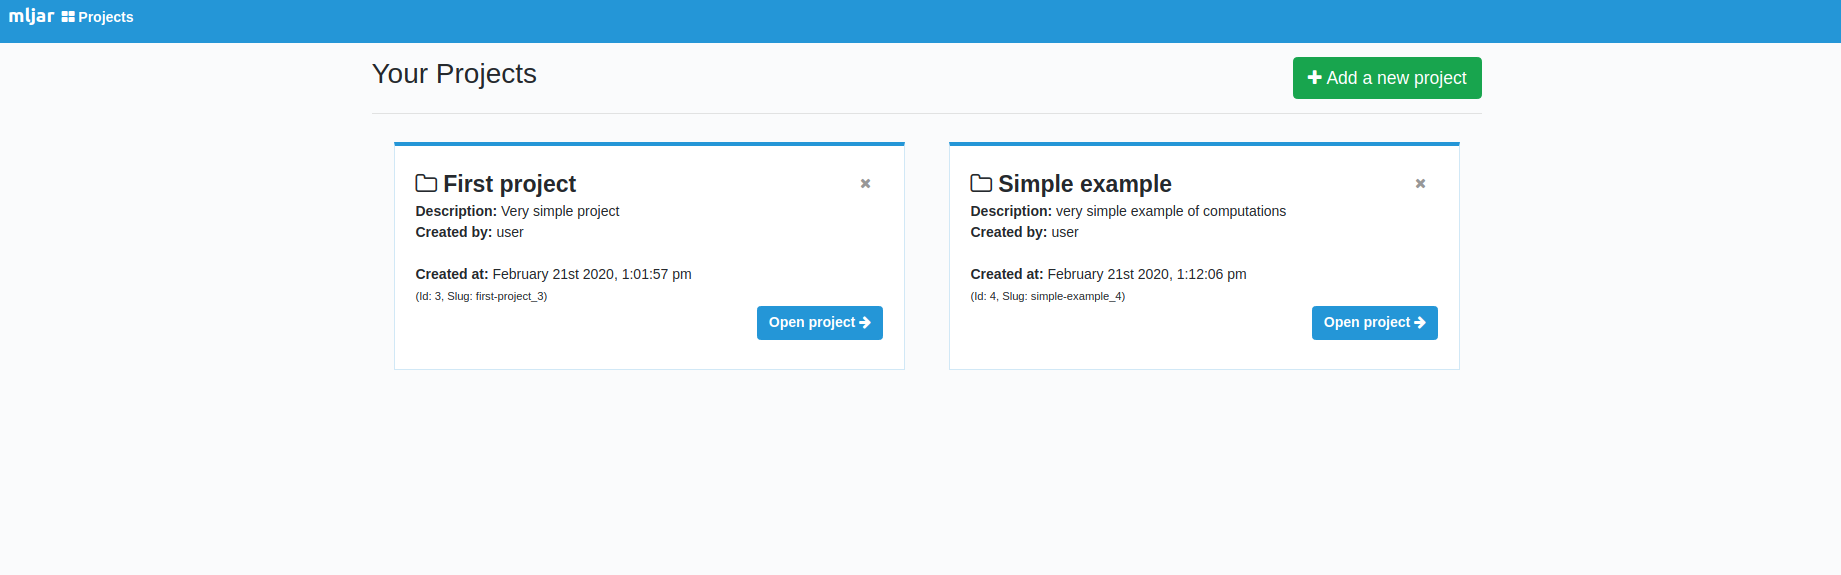 mljar Projects
Your Projects
Add a new project
First project
Description: Very simple project
Created by: user
Created at: February 21st 2020, 1:01:57 pm
(Id: 3, Slug: first-project_3)
Open project
Simple example
Description: very simple example of computations
Created by: user
Created at: February 21st 2020, 1:12:06 pm
(Id: 4, Slug: simple-example_4)
Open project